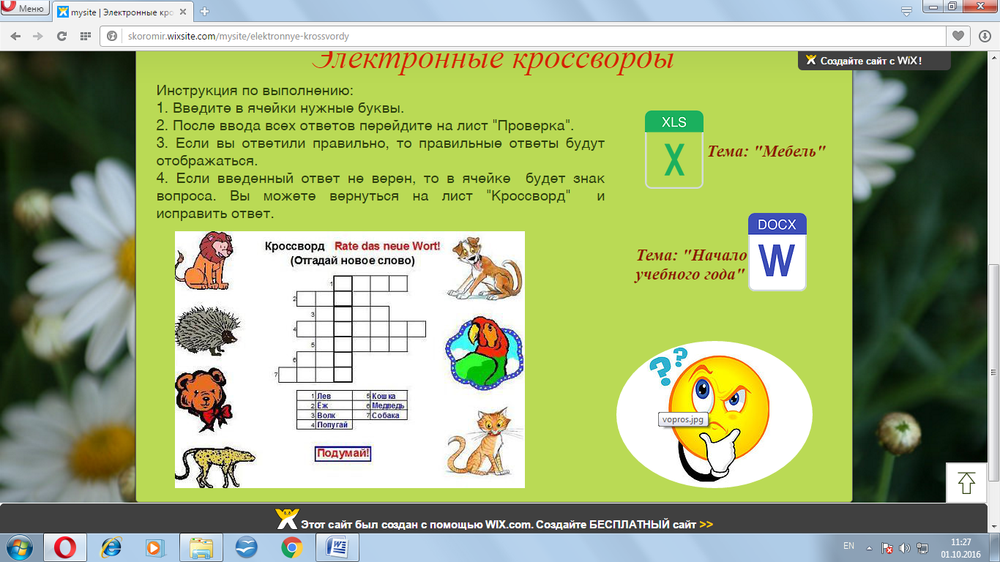 Меню
mysite | Электронные кро
skoromir.wixsite.com/mysite/elektronnye-krossvordy
Создайте сайт с WiX!
Электронные кроссворды
Инструкция по выполнению:
1. Введите в ячейки нужные буквы.
2. После ввода всех ответов перейдите на лист "Проверка".
3. Если вы ответили правильно, то правильные ответы будут
отображаться.
4. Если введенный ответ не верен, то в ячейке будет знак
вопроса. Вы можете вернуться на лист "Кроссворд" и
исправить ответ.
XLS
X
Тема: "Мебель"
DOCX
W
Тема: "Начало
учебного года"
Кроссворд Rate das neue Wort!
(Отгадай новое слово)
1
2
3
4
5
6
7
1 Лев 5 Кошка
2 Ёж 6 Медведь
3 Волк 7 Собака
4 Попугай
Подумай!
??
vopros.jpg
Этот сайт был создан с помощью WIX.com. Создайте БЕСПЛАТНЫЙ сайт >>
EN
11:27
01.10.2016